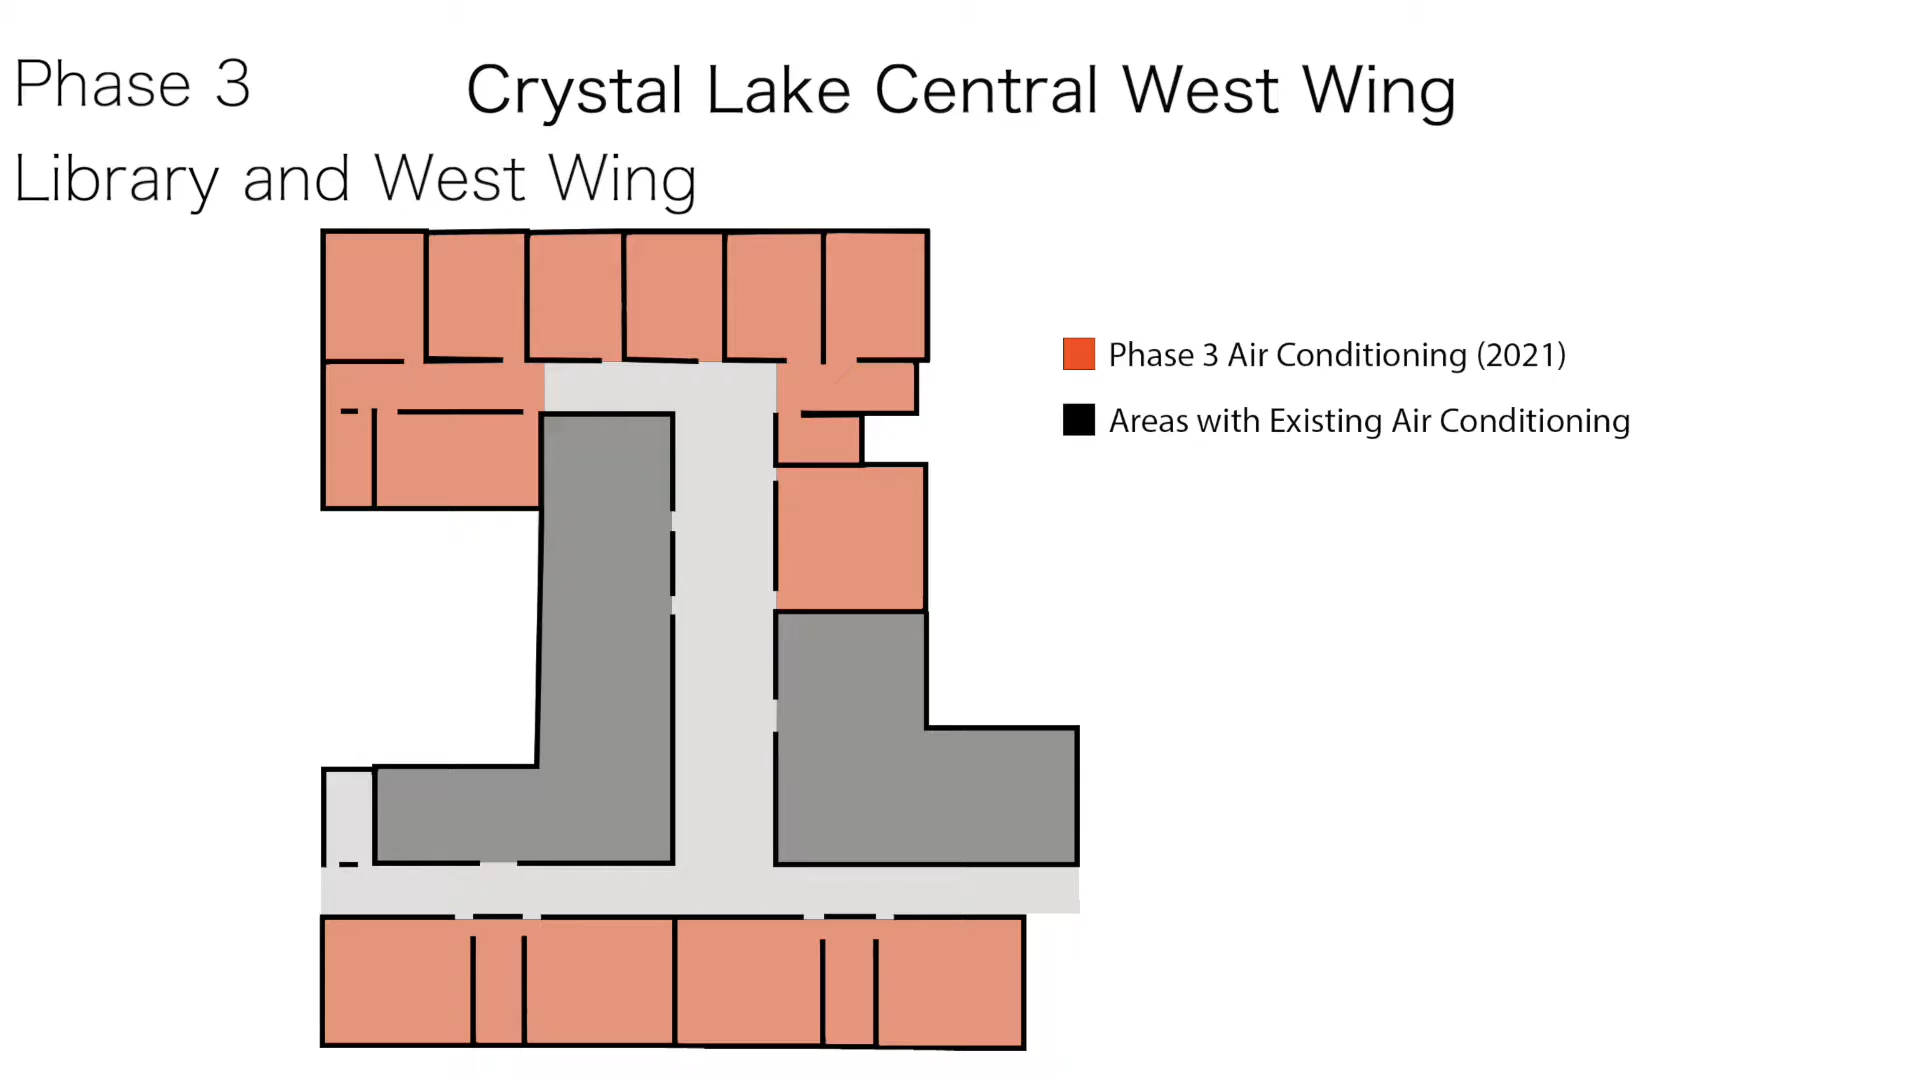 Phase 3
Crystal Lake Central West Wing
Library and West Wing
Phase 3 Air Conditioning (2021)
Areas with Existing Air Conditioning